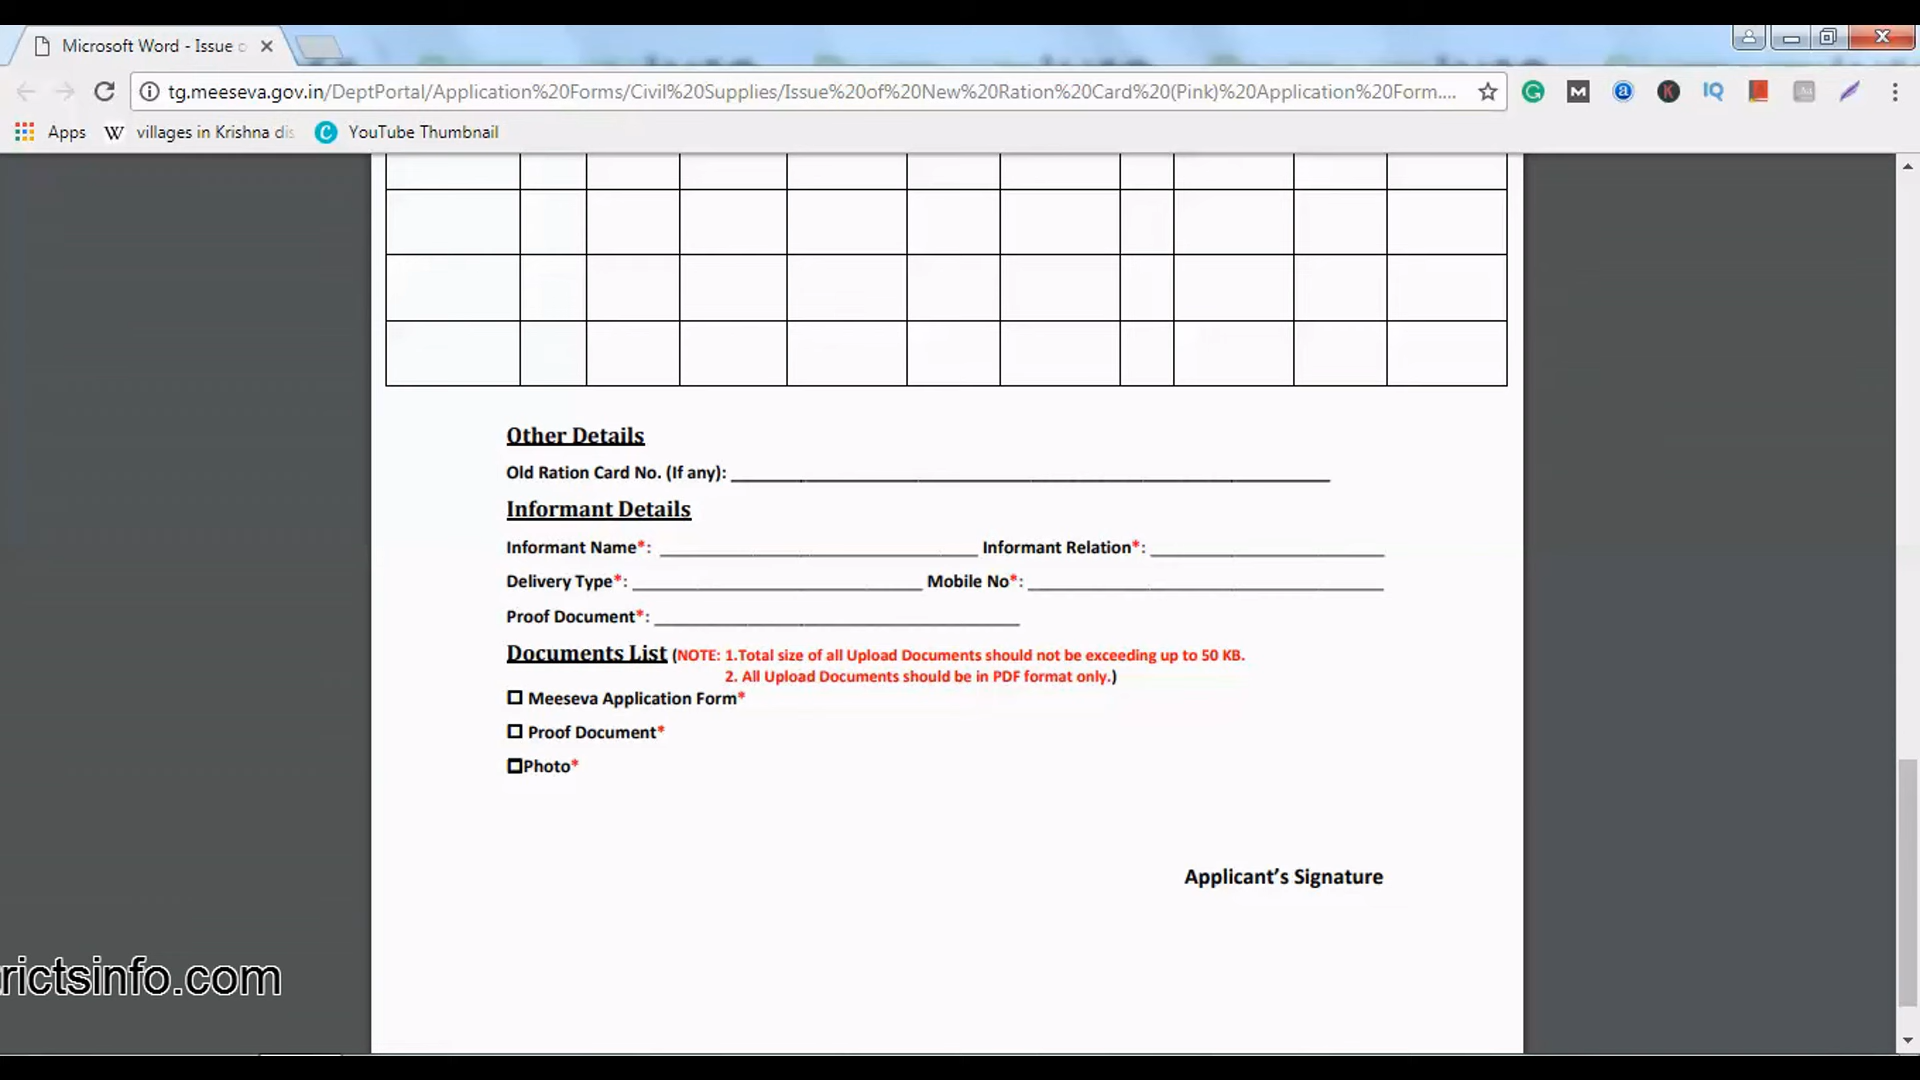 Microsoft Word - Issue o
tg.meeseva.gov.in/DeptPortal/Application%20Forms/Civil%20Supplies/Issue%20of%20New%20Ration%20Card%20(Pink)%20Application%20Form....
Apps W villages in Krishna dis C YouTube Thumbnail
Other Details
Old Ration Card No. (If any):
Informant Details
Informant Name*: Informant Relation*:
Delivery Type*: Mobile No*:
Proof Document*:
Documents List (NOTE: 1.Total size of all Upload Documents should not be exceeding up to 50 KB.
2. All Upload Documents should be in PDF format only.)
Meeseva Application Form*
Proof Document*
Photo*
Applicant’s Signature
rictsinfo.com